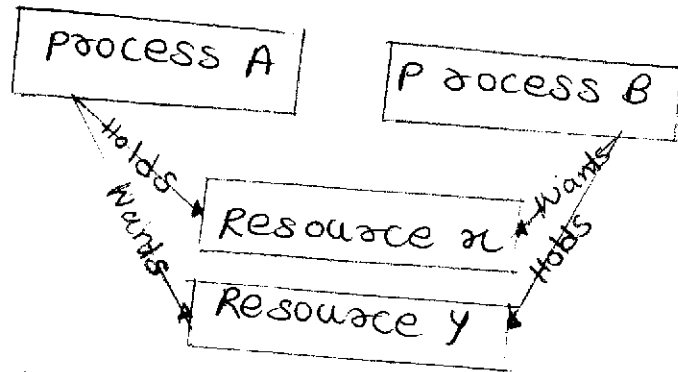 Process A
Process B
Holds
Wants
Wants
Holds
Resource x
Resource y